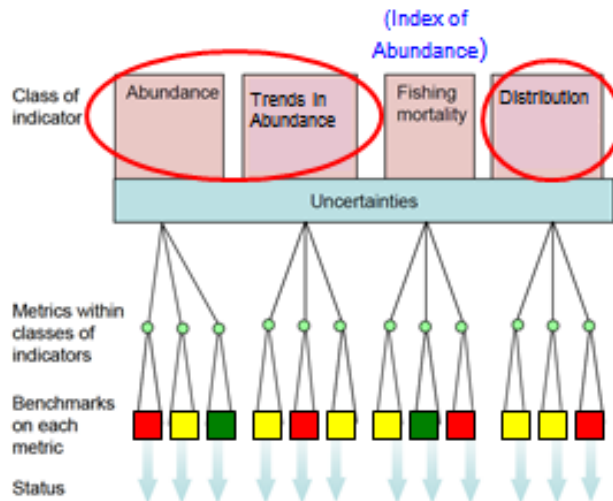 (Index of
Abundance)
Class of
indicator
Abundance
Trends in
Abundance
Fishing
mortality
Distribution
Uncertainties
Metrics within
classes of
indicators
Benchmarks
on each
metric
Status